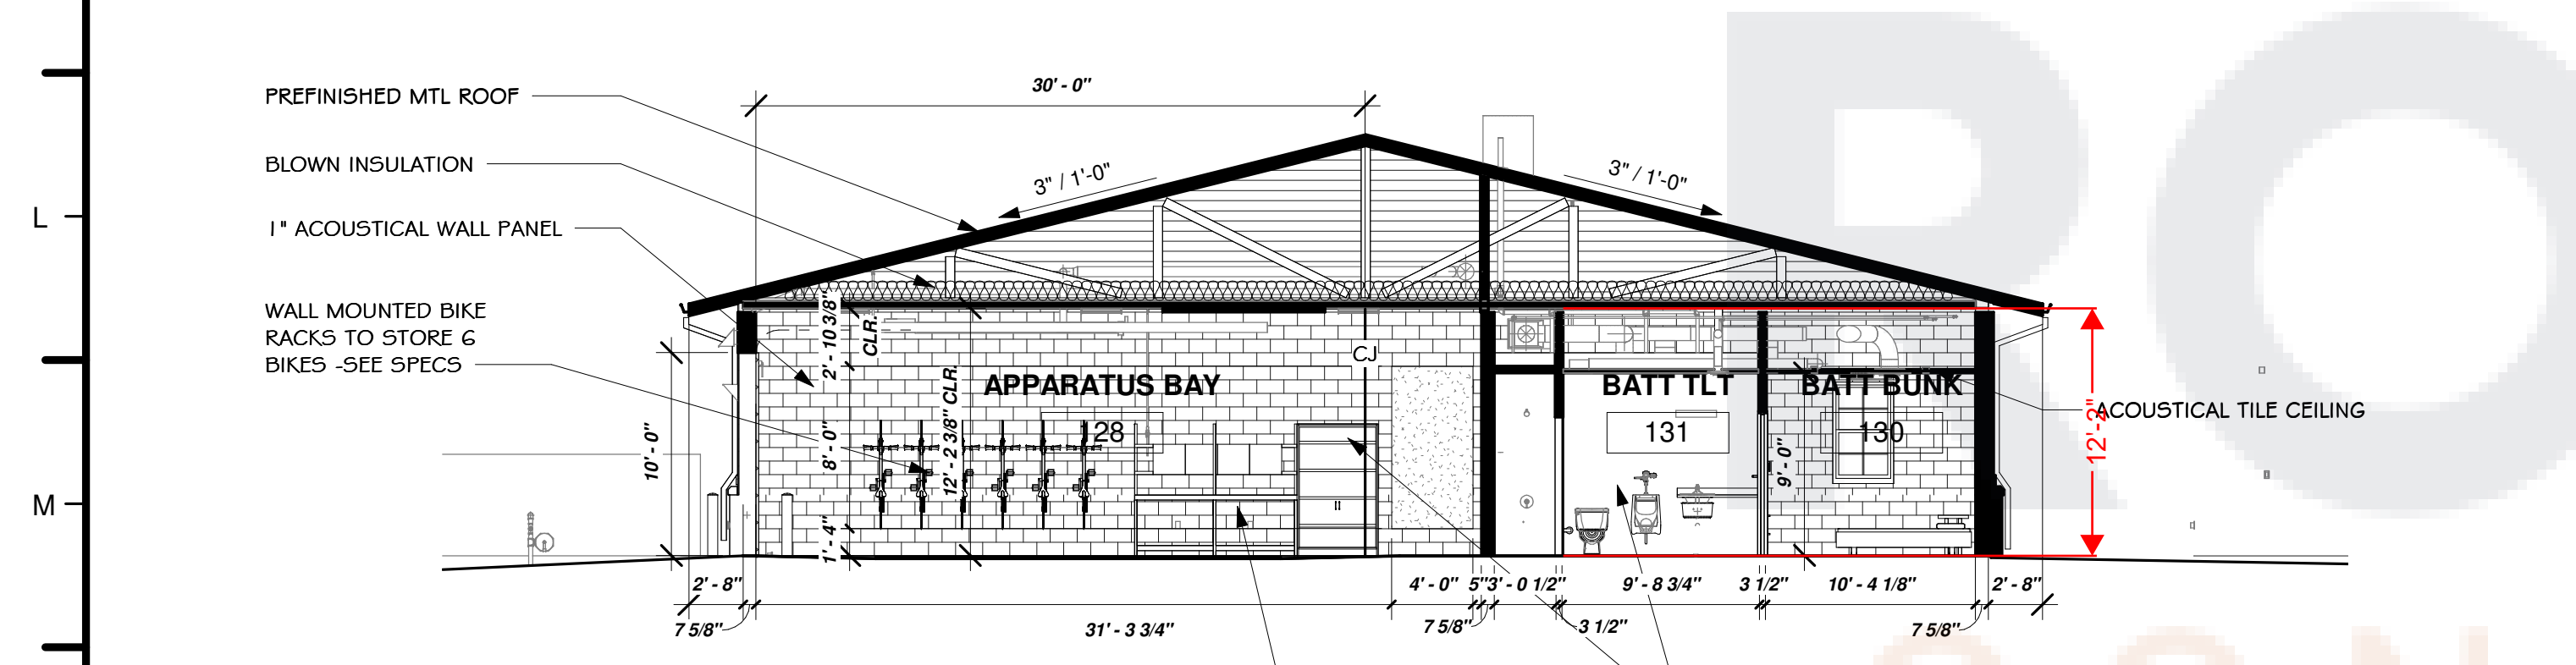 30' - 0"
PREFINISHED MTL ROOF
BLOWN INSULATION
1" ACOUSTICAL WALL PANEL
WALL MOUNTED BIKE
RACKS TO STORE 6
BIKES -SEE SPECS
3" / 1'-0"
3" / 1'-0"
L
M
2' - 10 3/8"
CLR.
8' - 0"
12' - 2 3/8" CLR.
1' - 4"
10' - 0"
CJ
APPARATUS BAY
128
BATT TLT
131
BATT BUNK
130
9' - 0"
12'-2"
ACOUSTICAL TILE CEILING
2' - 8"
4' - 0"
5"
3' - 0 1/2"
9' - 8 3/4"
3 1/2"
10' - 4 1/8"
2' - 8"
7 5/8"
31' - 3 3/4"
7 5/8"
3 1/2"
7 5/8"
RO